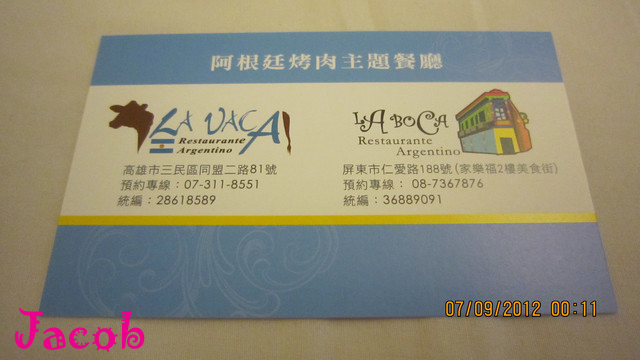 阿根廷烤肉主題餐廳
LA VACA
Restaurante
Argentino
高雄市三民區同盟二路81號
預約專線：07-311-8551
統編：28618589
LA BOCA
Restaurante
Argentino
屏東市仁愛路188號(家樂福2樓美食街)
預約專線： 08-7367876
統編：36889091
07/09/2012 00:11
Jacob